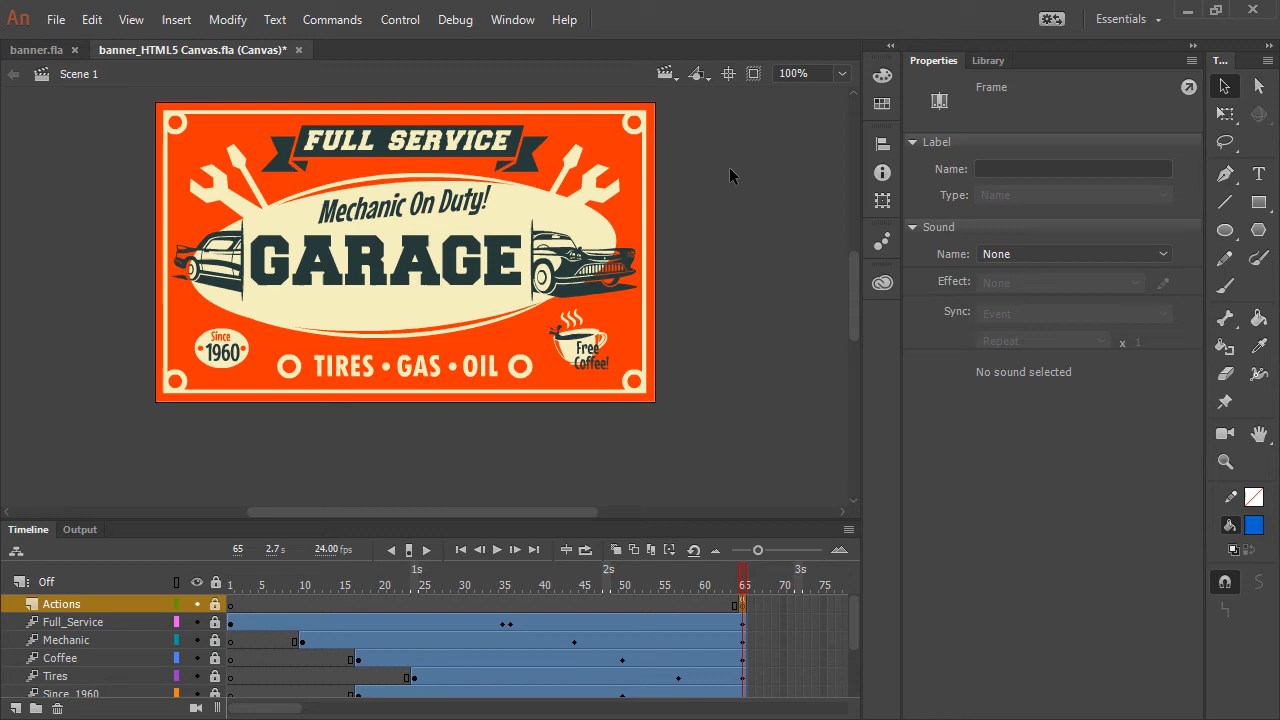 An File Edit View Insert Modify Text Commands Control Debug Window Help Essentials
banner.fla × banner_HTML5 Canvas.fla (Canvas)* ×
Scene 1 100%
FULL SERVICE
Mechanic On Duty!
GARAGE
Since
1960
TIRES • GAS • OIL
Free
Coffee!
Properties Library
Frame
Label
Name:
Type: Name
Sound
Name: None
Effect: None
Sync: Event
Repeat x 1
No sound selected
T...
Timeline Output
65 2.7 s 24.00 fps
1s 2s 3s
Off 1 5 10 15 20 25 30 35 40 45 50 55 60 65 70 75
Actions
Full_Service
Mechanic
Coffee
Tires
Since_1960